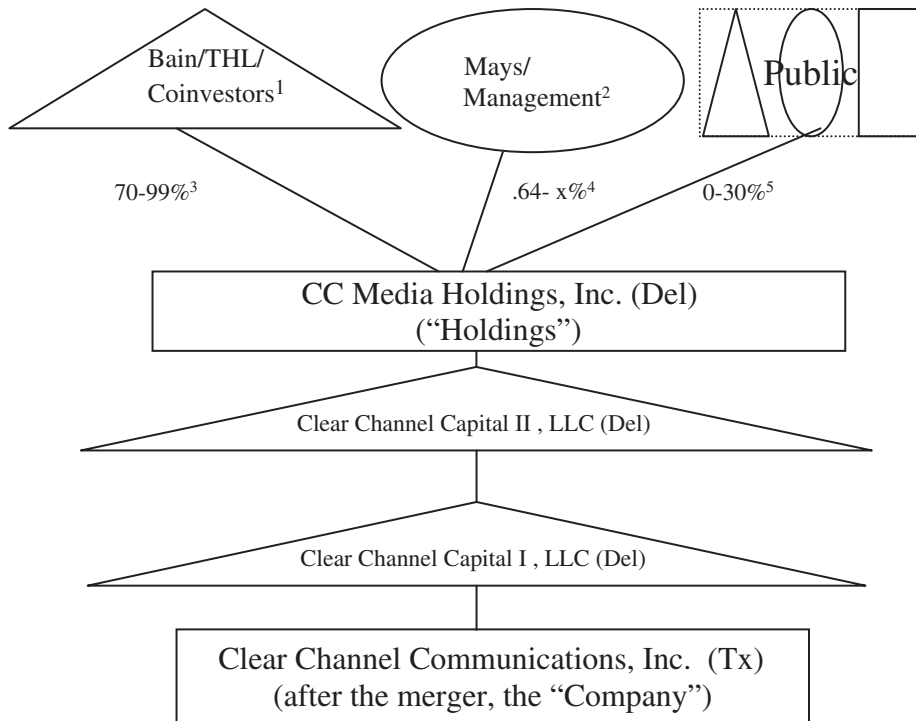 Bain/THL/
Coinvestors¹
Mays/
Management²
Public
70-99%³
.64- x%⁴
0-30%⁵
CC Media Holdings, Inc. (Del)
(“Holdings”)
Clear Channel Capital II , LLC (Del)
Clear Channel Capital I , LLC (Del)
Clear Channel Communications, Inc. (Tx)
(after the merger, the “Company”)